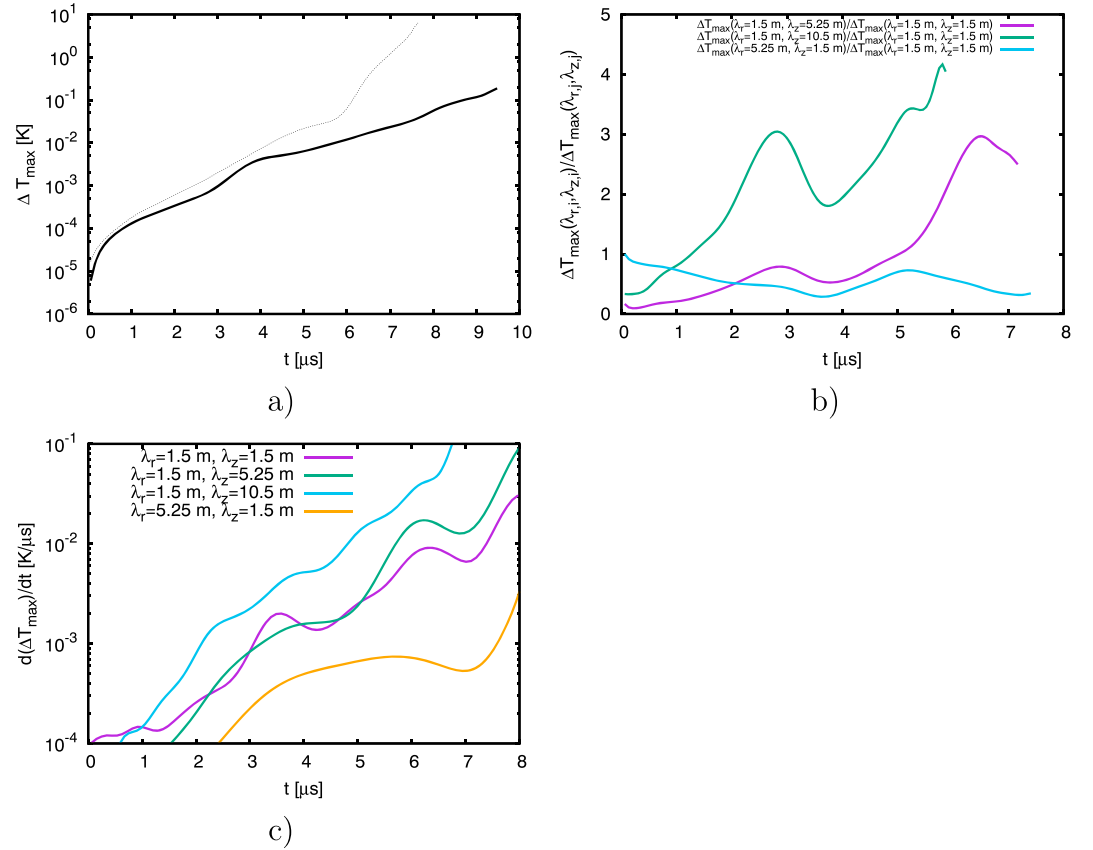 10^1
10^0
10^-1
10^-2
10^-3
10^-4
10^-5
10^-6
Δ T_max [K]
0 1 2 3 4 5 6 7 8 9 10
t [μs]
a)
ΔT_max(λ_r=1.5 m, λ_z=5.25 m)/ΔT_max(λ_r=1.5 m, λ_z=1.5 m)
ΔT_max(λ_r=1.5 m, λ_z=10.5 m)/ΔT_max(λ_r=1.5 m, λ_z=1.5 m)
ΔT_max(λ_r=5.25 m, λ_z=1.5 m)/ΔT_max(λ_r=1.5 m, λ_z=1.5 m)
5
4
3
2
1
0
ΔT_max(λ_r,i,λ_z,i)/ΔT_max(λ_r,j,λ_z,j)
0 1 2 3 4 5 6 7 8
t [μs]
b)
λ_r=1.5 m, λ_z=1.5 m
λ_r=1.5 m, λ_z=5.25 m
λ_r=1.5 m, λ_z=10.5 m
λ_r=5.25 m, λ_z=1.5 m
10^-1
10^-2
10^-3
10^-4
d(ΔT_max)/dt [K/μs]
0 1 2 3 4 5 6 7 8
t [μs]
c)